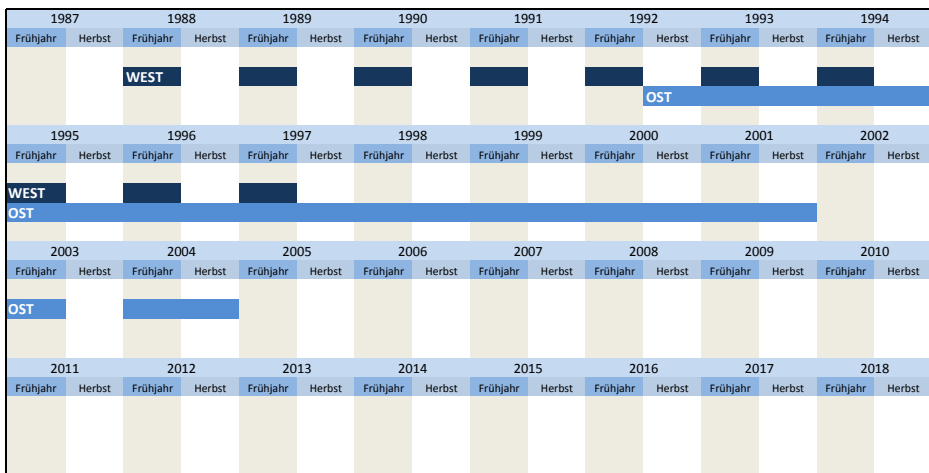 1987 1988 1989 1990 1991 1992 1993 1994
Frühjahr Herbst Frühjahr Herbst Frühjahr Herbst Frühjahr Herbst Frühjahr Herbst Frühjahr Herbst Frühjahr Herbst Frühjahr Herbst
WEST
OST
1995 1996 1997 1998 1999 2000 2001 2002
Frühjahr Herbst Frühjahr Herbst Frühjahr Herbst Frühjahr Herbst Frühjahr Herbst Frühjahr Herbst Frühjahr Herbst Frühjahr Herbst
WEST
OST
2003 2004 2005 2006 2007 2008 2009 2010
Frühjahr Herbst Frühjahr Herbst Frühjahr Herbst Frühjahr Herbst Frühjahr Herbst Frühjahr Herbst Frühjahr Herbst Frühjahr Herbst
OST
2011 2012 2013 2014 2015 2016 2017 2018
Frühjahr Herbst Frühjahr Herbst Frühjahr Herbst Frühjahr Herbst Frühjahr Herbst Frühjahr Herbst Frühjahr Herbst Frühjahr Herbst